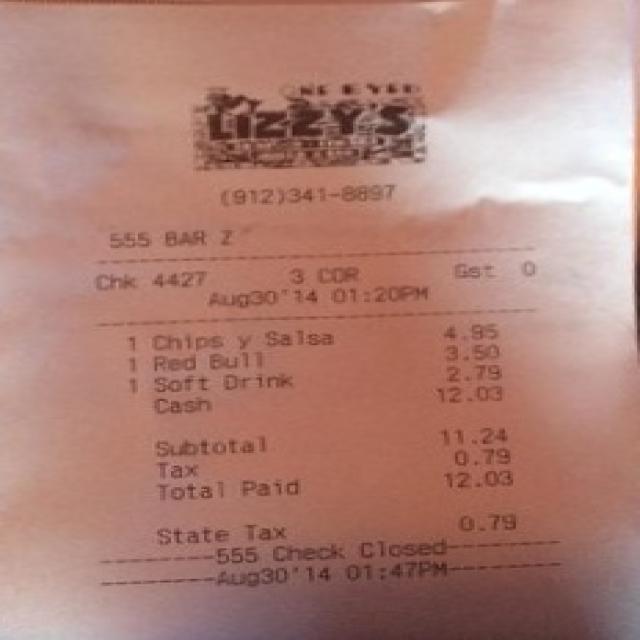 ONE EYED
LIZZY'S
(912)341-8897
555 BAR Z
Chk 4427 3 COR Gst 0
Aug30'14 01:20PM
1 Chips y Salsa 4.95
1 Red Bull 3.50
1 Soft Drink 2.79
Cash 12.03
Subtotal 11.24
Tax 0.79
Total Paid 12.03
State Tax 0.79
--------555 Check Closed--------
--------Aug30'14 01:47PM--------